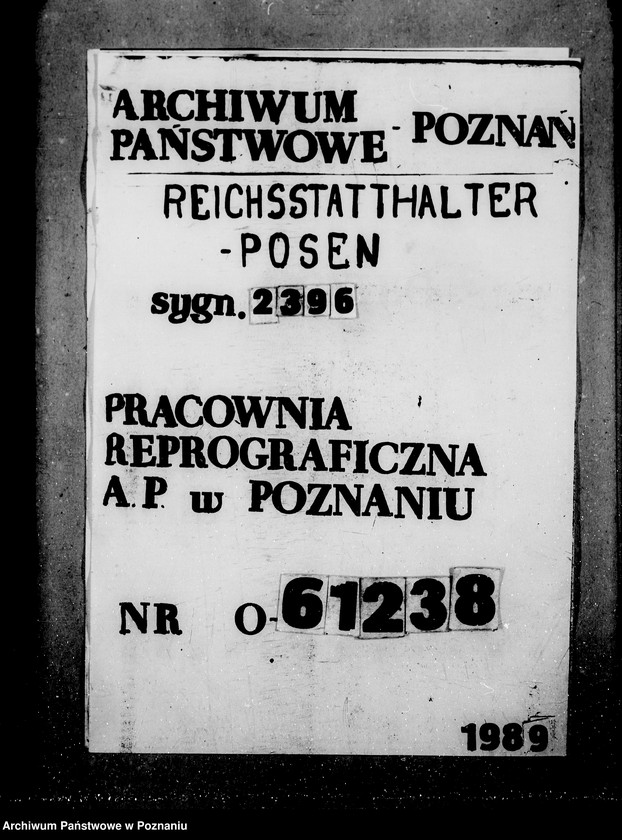 ARCHIWUM
PAŃSTWOWE - POZNAŃ
REICHSSTATTHALTER
-POSEN
sygn. 2396
PRACOWNIA
REPROGRAFICZNA
A.P. w POZNANIU
NR O-61238
1989
Archiwum Państwowe w Poznaniu